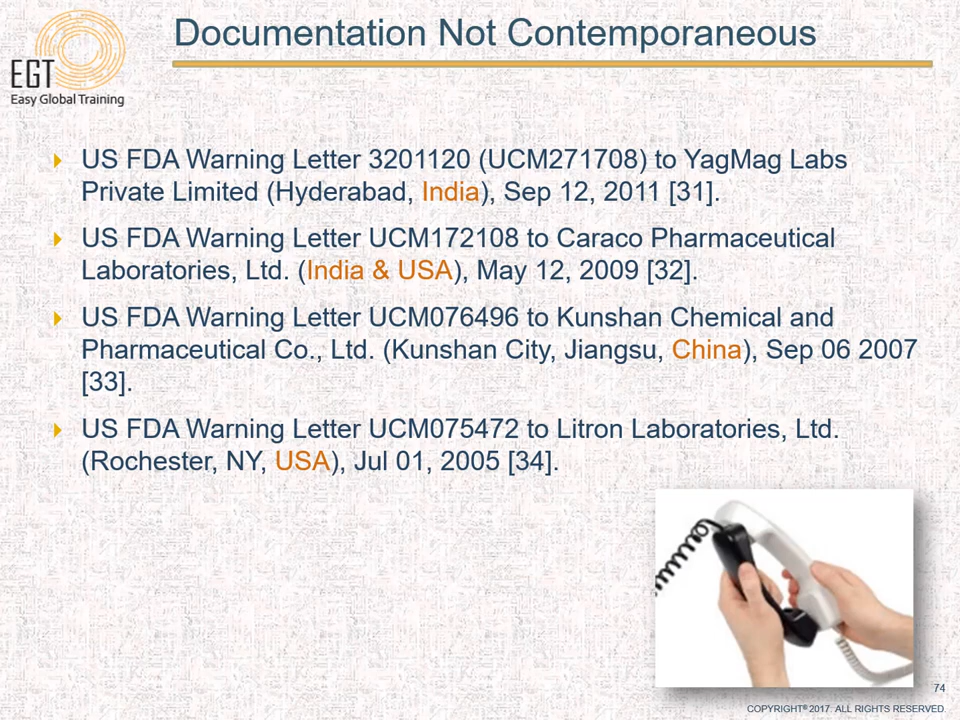 Documentation Not Contemporaneous
EGT
Easy Global Training
US FDA Warning Letter 3201120 (UCM271708) to YagMag Labs
Private Limited (Hyderabad, India), Sep 12, 2011 [31].
US FDA Warning Letter UCM172108 to Caraco Pharmaceutical
Laboratories, Ltd. (India & USA), May 12, 2009 [32].
US FDA Warning Letter UCM076496 to Kunshan Chemical and
Pharmaceutical Co., Ltd. (Kunshan City, Jiangsu, China), Sep 06 2007
[33].
US FDA Warning Letter UCM075472 to Litron Laboratories, Ltd.
(Rochester, NY, USA), Jul 01, 2005 [34].
74
COPYRIGHT® 2017. ALL RIGHTS RESERVED.